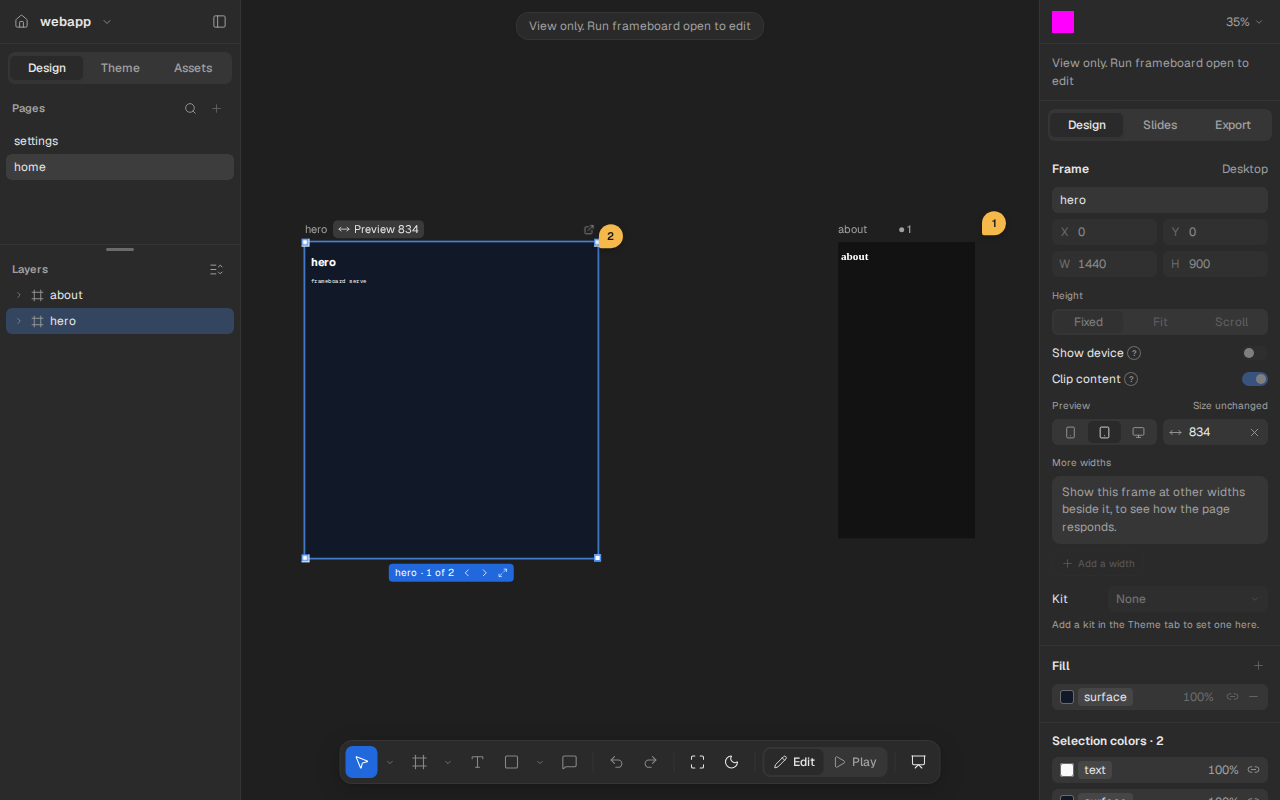 webapp
Design Theme Assets
Pages
settings
home
Layers
about
hero
View only. Run frameboard open to edit
hero Preview 834
2
hero
frameboard serve
hero · 1 of 2
about 1
1
about
Edit Play
35%
View only. Run frameboard open to
edit
Design Slides Export
Frame Desktop
hero
X 0 Y 0
W 1440 H 900
Height
Fixed Fit Scroll
Show device ?
Clip content ?
Preview Size unchanged
834
More widths
Show this frame at other widths
beside it, to see how the page
responds.
Add a width
Kit None
Add a kit in the Theme tab to set one here.
Fill
surface 100%
Selection colors · 2
text 100%
surface 100%